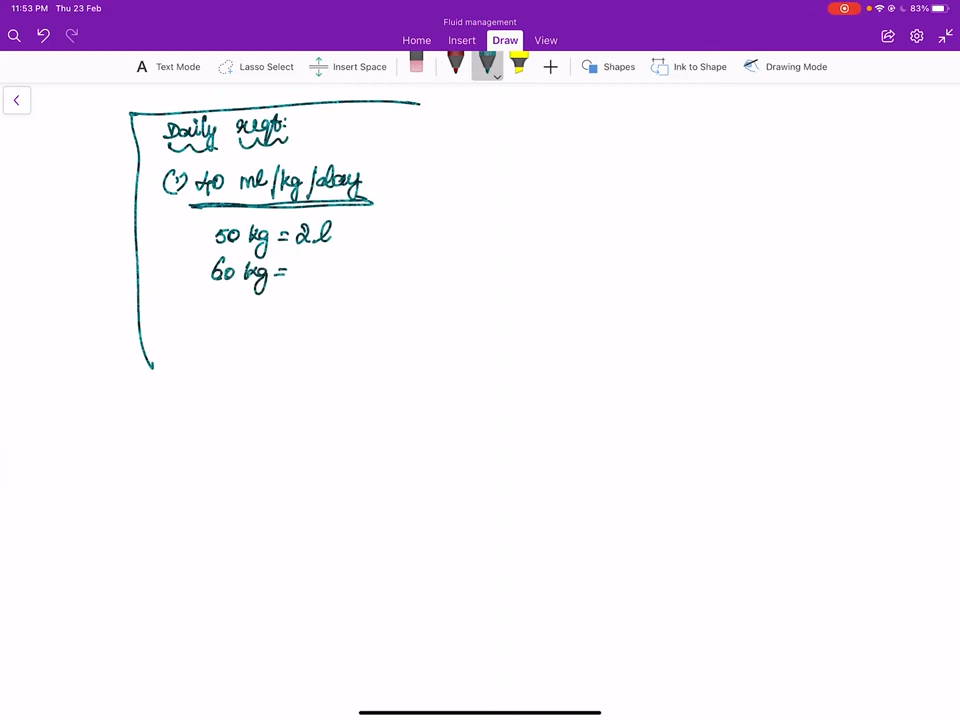 11:53 PM Thu 23 Feb
83%
Fluid management
Home Insert Draw View
A Text Mode Lasso Select Insert Space Shapes Ink to Shape Drawing Mode
Daily reqt:
(1) 40 ml/kg/day
50 kg = 2 l
60 kg =